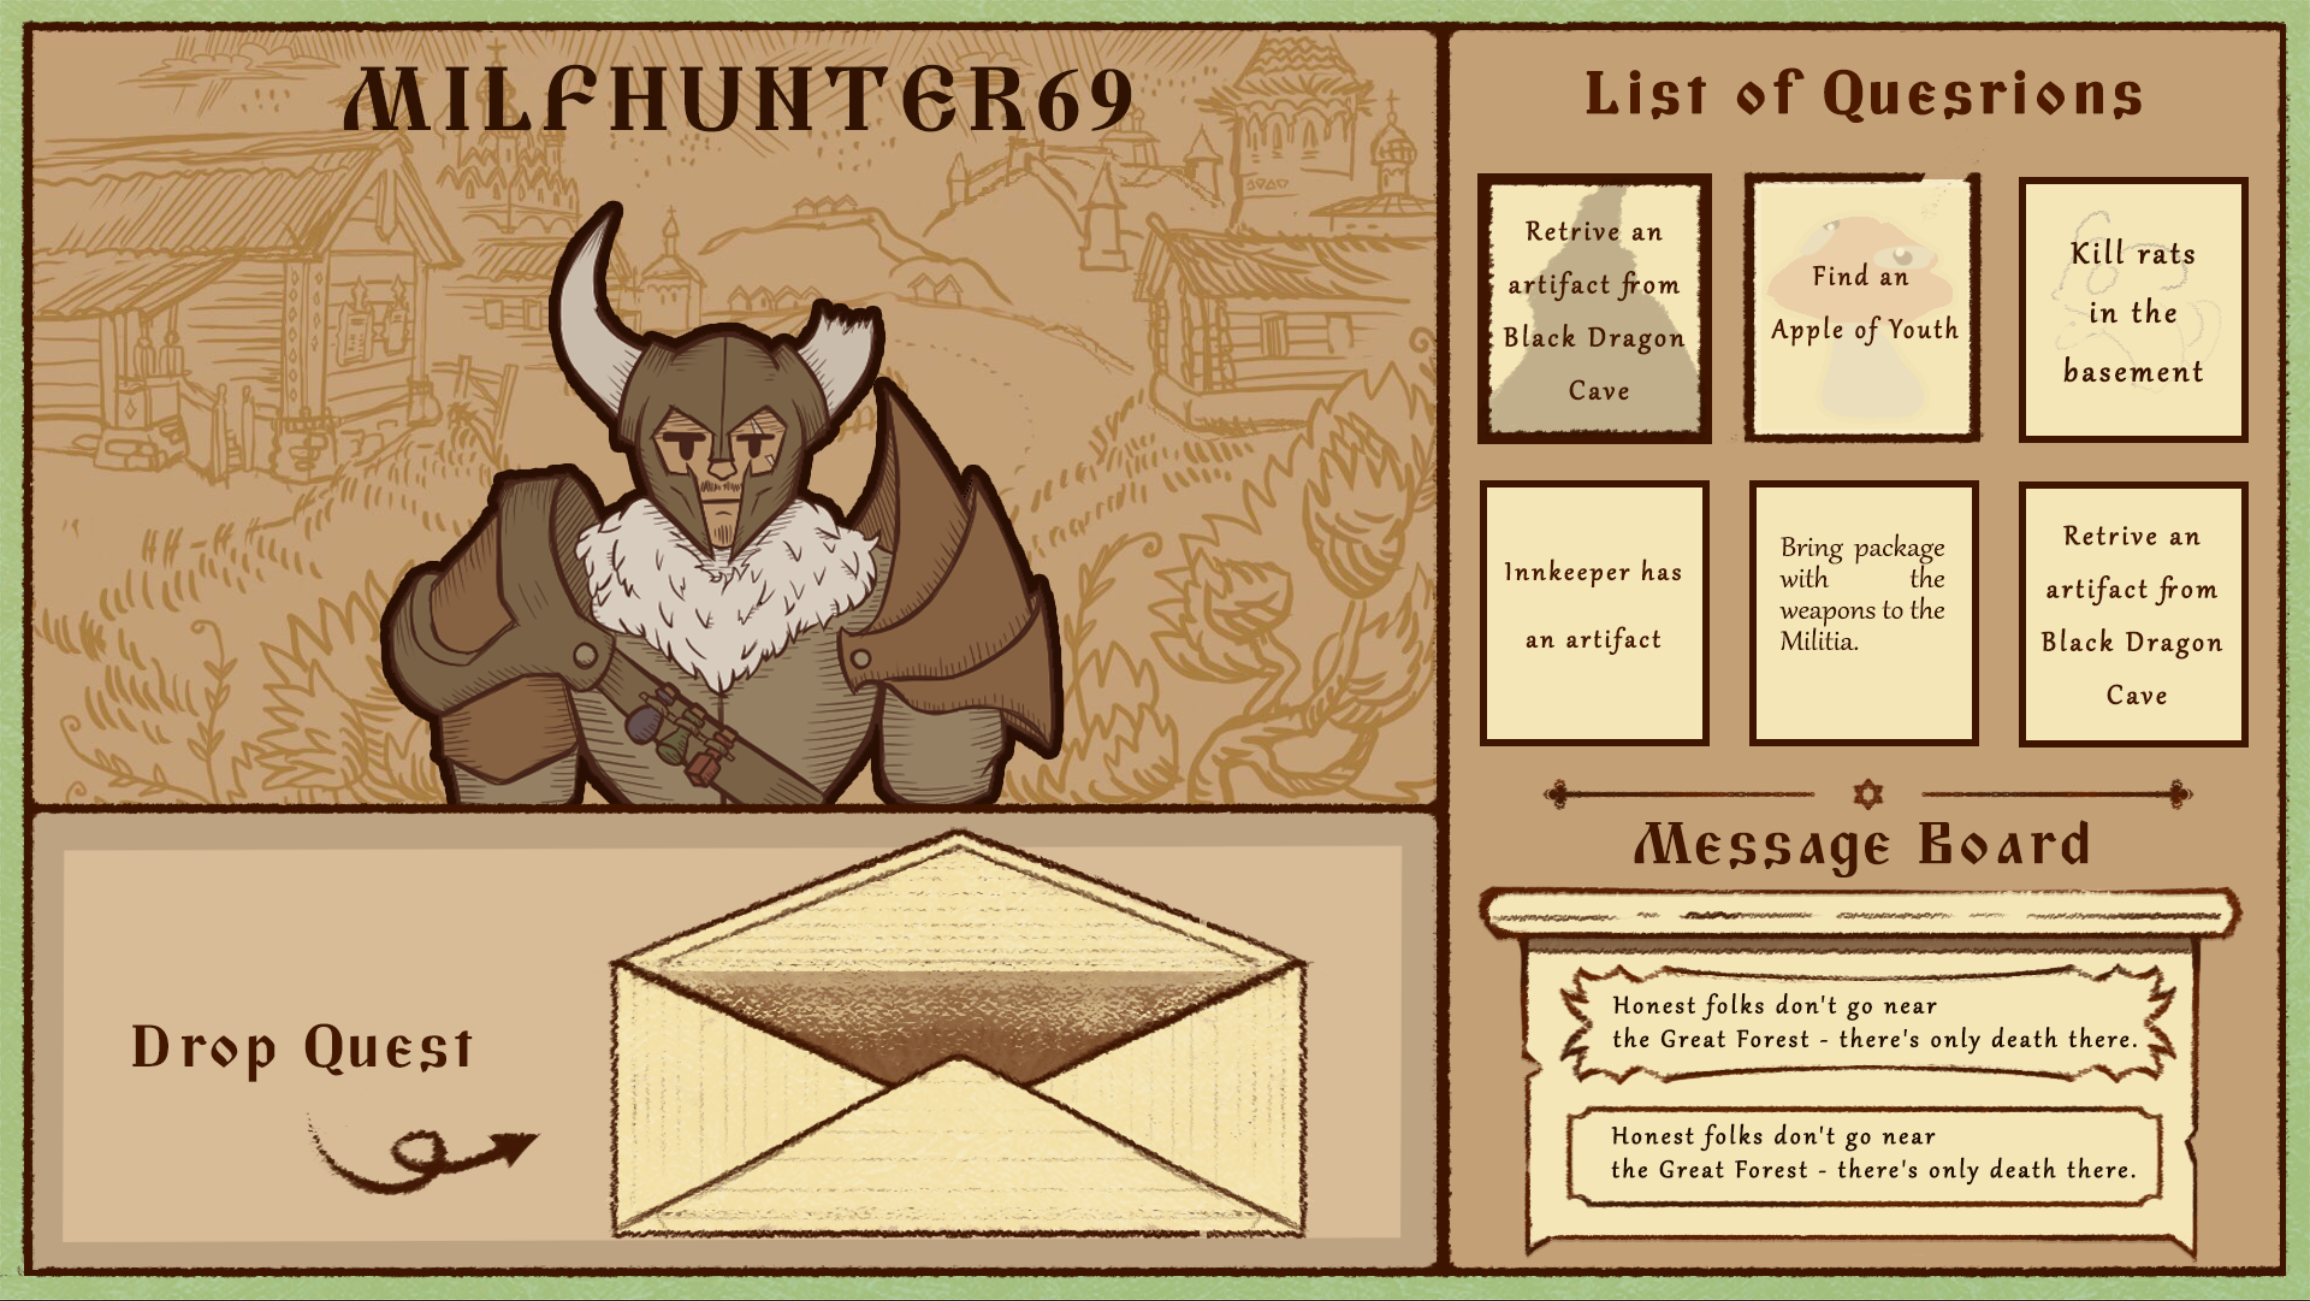 MILFHUNTER69
List of Quesrions
Retrive an
artifact from
Black Dragon
Cave
Find an
Apple of Youth
Kill rats
in the
basement
Innkeeper has
an artifact
Bring package
with the
weapons to the
Militia.
Retrive an
artifact from
Black Dragon
Cave
Message Board
Honest folks don't go near
the Great Forest - there's only death there.
Honest folks don't go near
the Great Forest - there's only death there.
Drop Quest